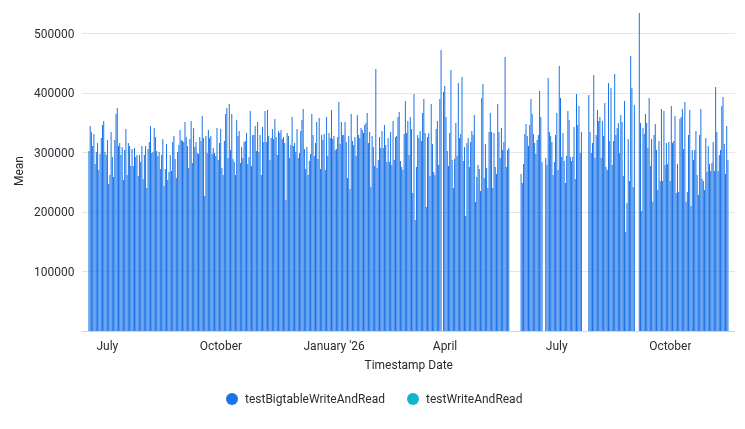 500000
400000
300000
200000
100000
Mean
July
October
January '26
April
July
October
Timestamp Date
testBigtableWriteAndRead
testWriteAndRead